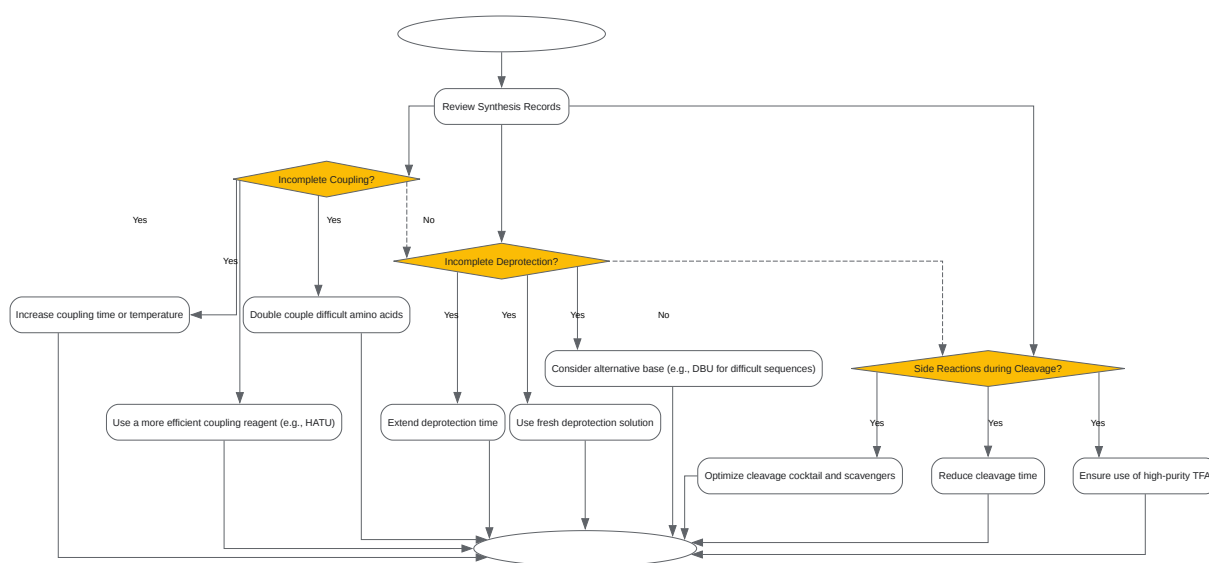 Review Synthesis Records
Incomplete Coupling?
Yes
Yes
No
Yes
Incomplete Deprotection?
Increase coupling time or temperature
Double couple difficult amino acids
Yes
Yes
Yes
No
Consider alternative base (e.g., DBU for difficult sequences)
Side Reactions during Cleavage?
Use a more efficient coupling reagent (e.g., HATU)
Extend deprotection time
Use fresh deprotection solution
Yes
Yes
Yes
Optimize cleavage cocktail and scavengers
Reduce cleavage time
Ensure use of high-purity TFA